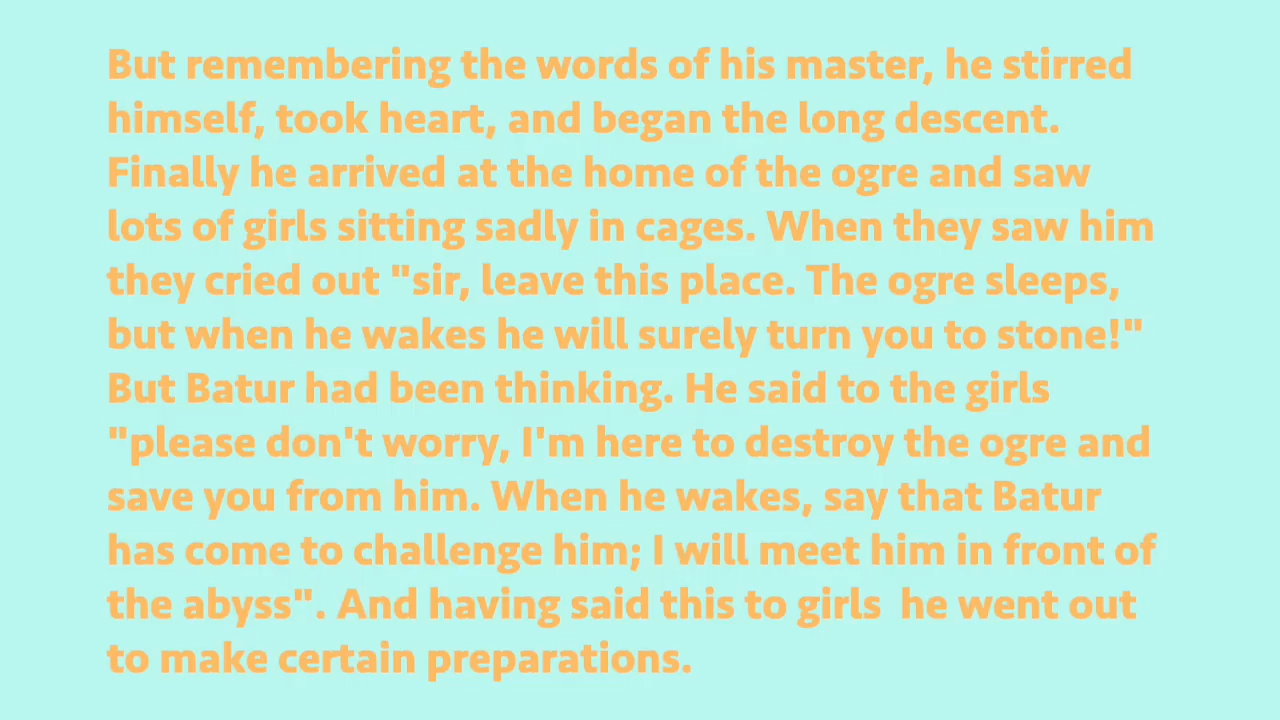 But remembering the words of his master, he stirred
himself, took heart, and began the long descent.
Finally he arrived at the home of the ogre and saw
lots of girls sitting sadly in cages. When they saw him
they cried out "sir, leave this place. The ogre sleeps,
but when he wakes he will surely turn you to stone!"
But Batur had been thinking. He said to the girls
"please don't worry, I'm here to destroy the ogre and
save you from him. When he wakes, say that Batur
has come to challenge him; I will meet him in front of
the abyss". And having said this to girls  he went out
to make certain preparations.